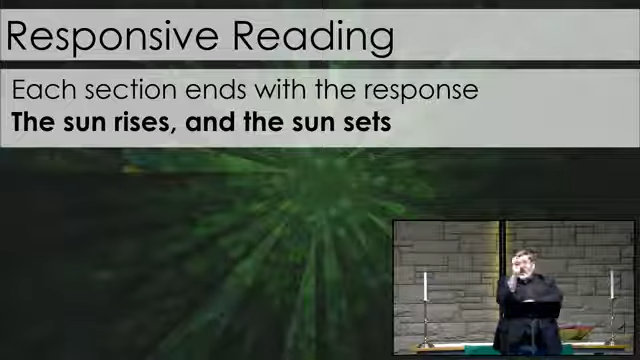 Responsive Reading
Each section ends with the response
The sun rises, and the sun sets